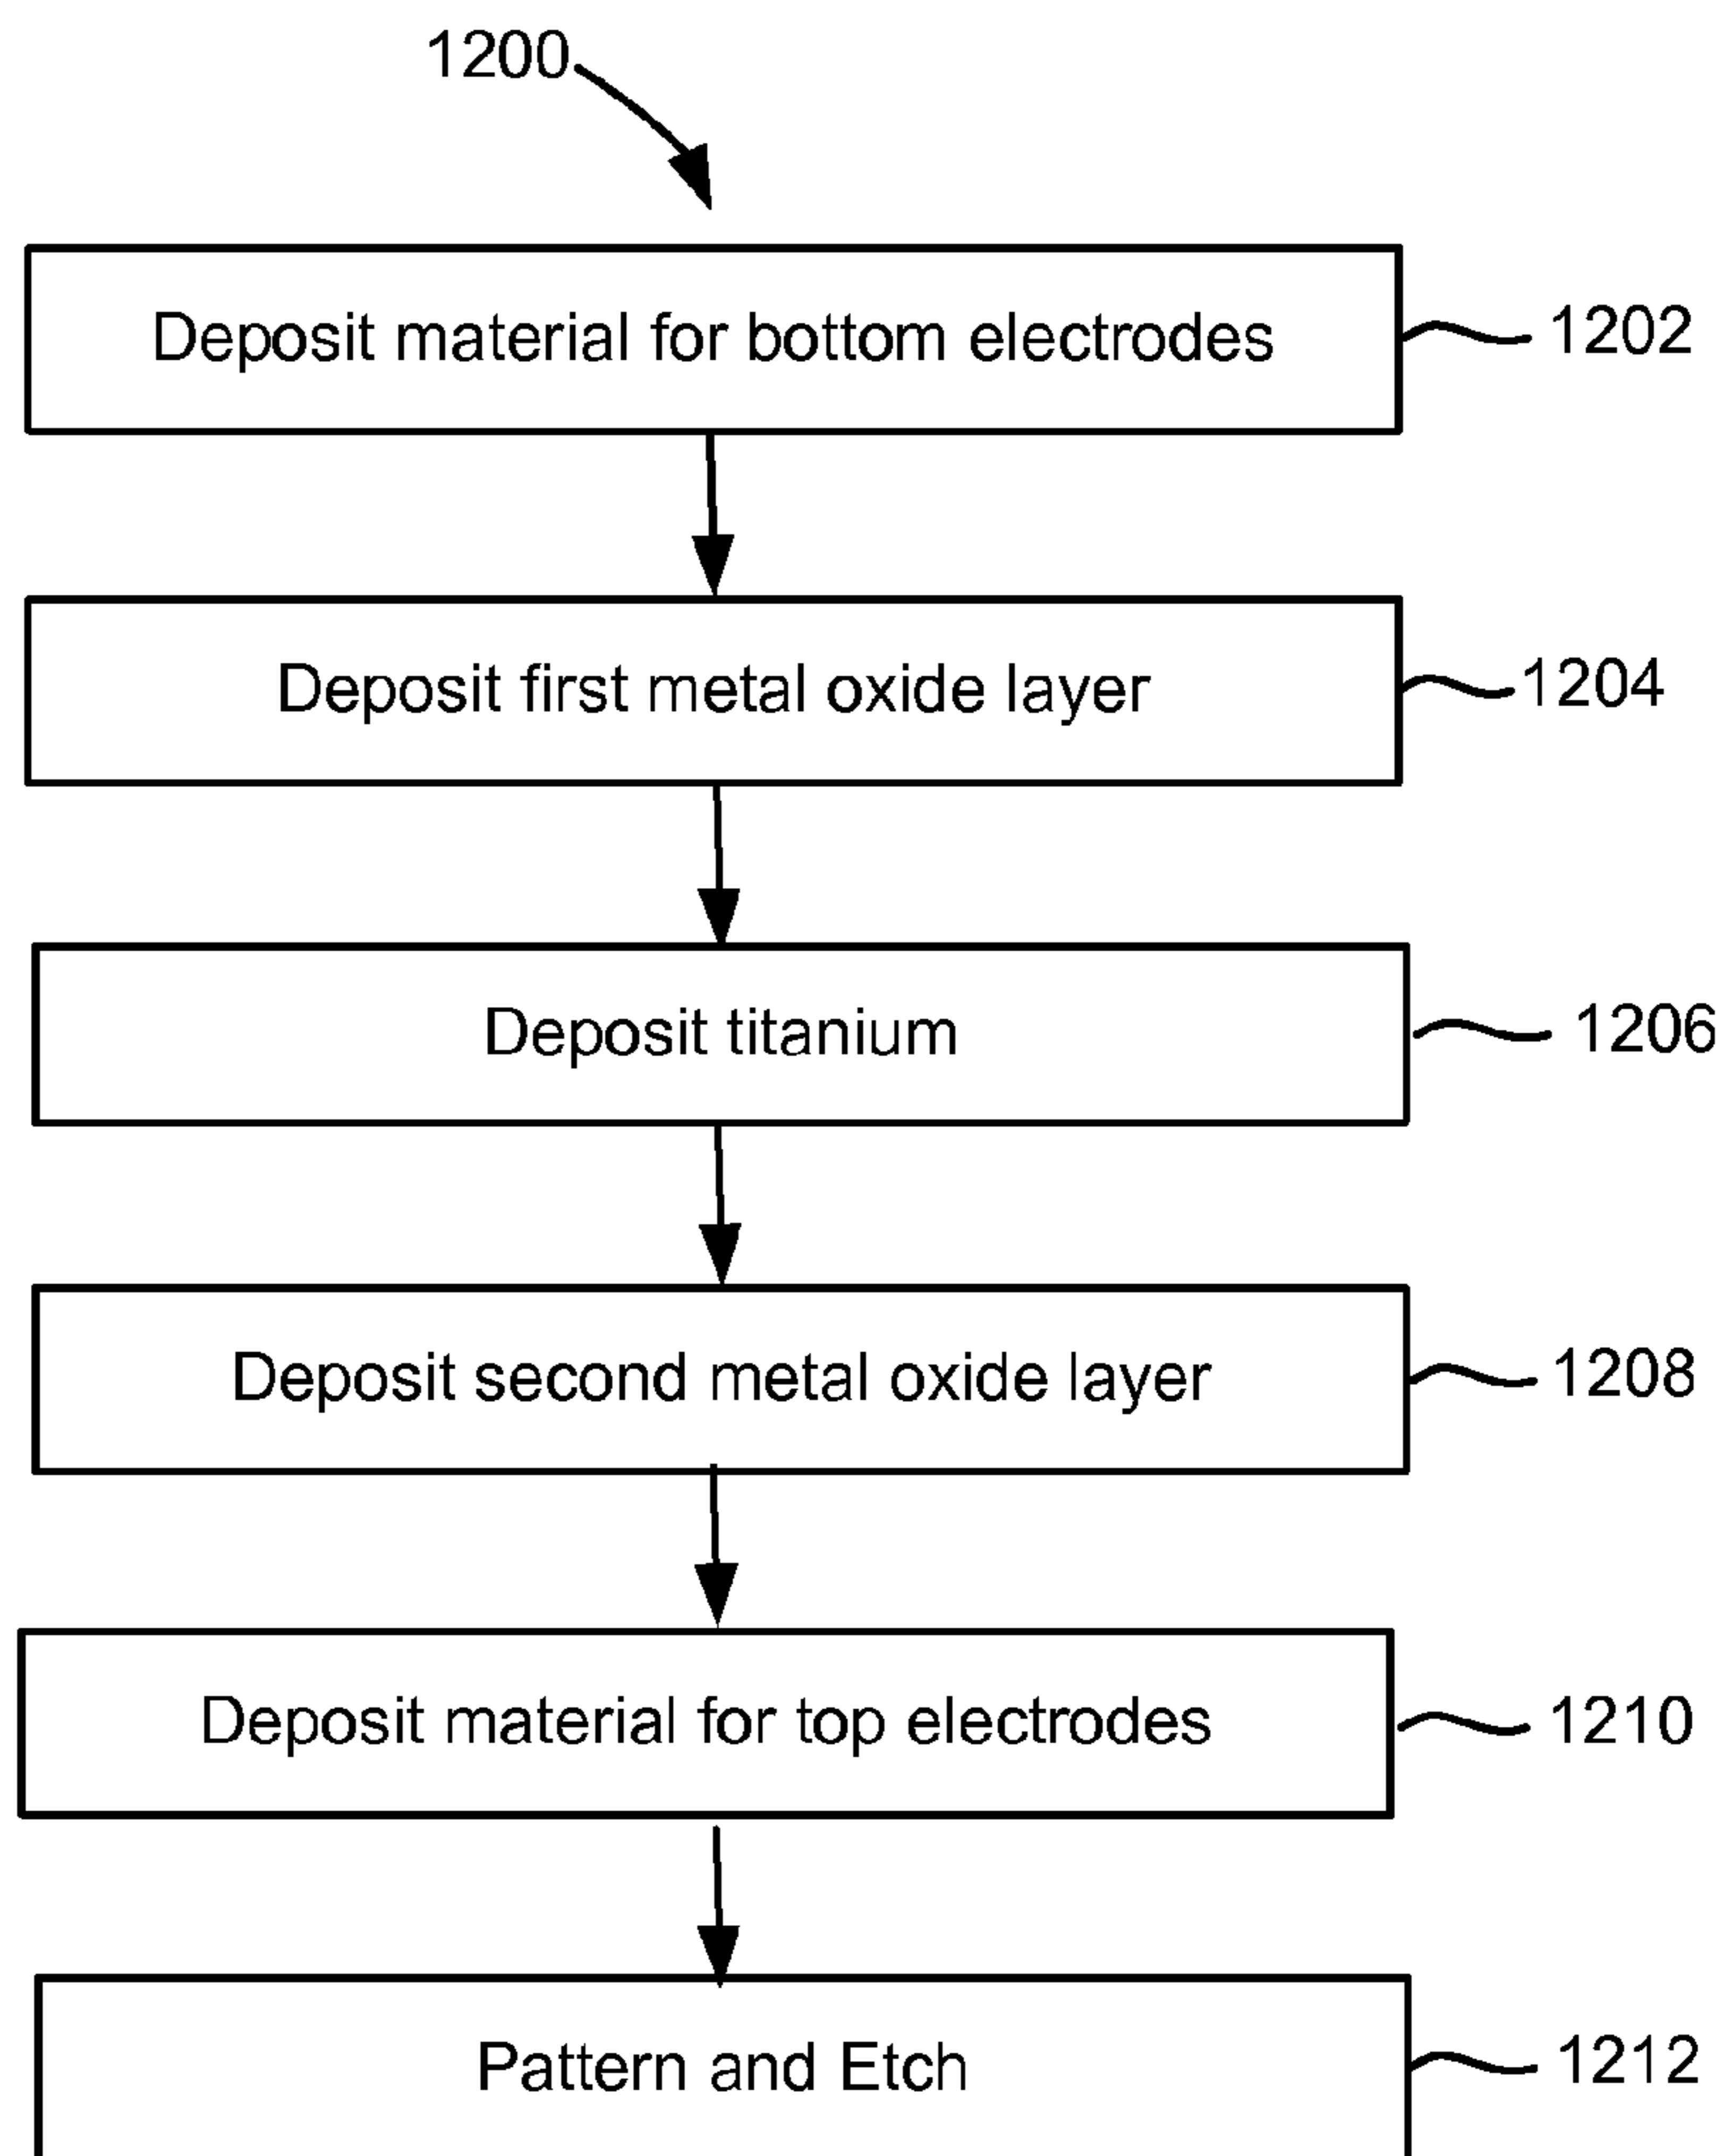 1200
Deposit material for bottom electrodes 1202
Deposit first metal oxide layer 1204
Deposit titanium 1206
Deposit second metal oxide layer 1208
Deposit material for top electrodes 1210
Pattern and Etch 1212